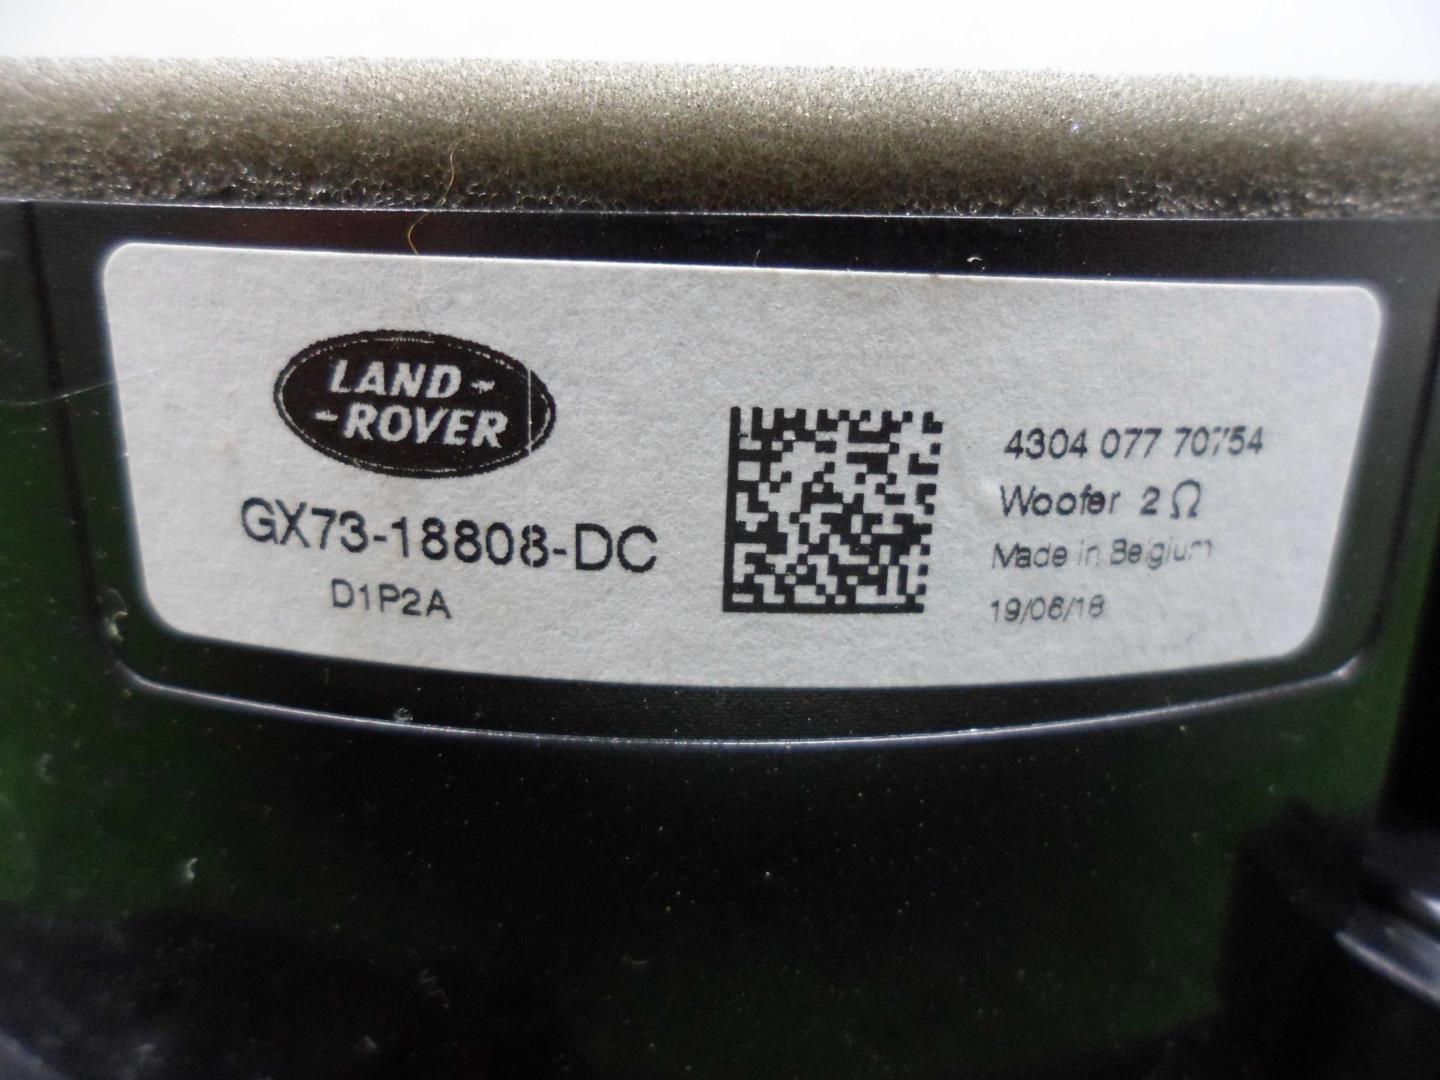 LAND-
-ROVER
GX73-18808-DC
D1P2A
4304 077 70754
Woofer 2 Ω
Made in Belgium
19/06/18